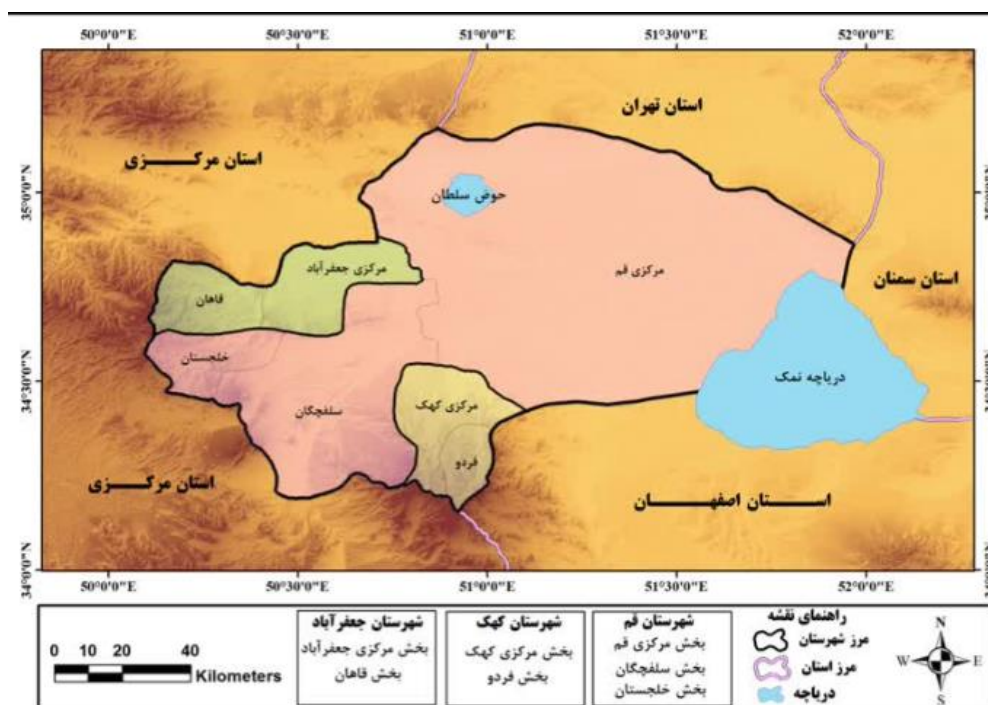 50°0'0"E 50°30'0"E 51°0'0"E 51°30'0"E 52°0'0"E
استان تهران
استان مرکزی
35°0'0"N
حوض سلطان
مرکزی جعفرآباد
مرکزی قم
استان سمنان
قاهان
خلجستان
34°30'0"N
دریاچه نمک
سلفچگان
مرکزی کهک
فردو
استان مرکزی
استان اصفهان
34°0'0"N
50°0'0"E 50°30'0"E 51°0'0"E 51°30'0"E 52°0'0"E
راهنمای نقشه
مرز شهرستان
مرز استان
دریاچه
شهرستان قم
بخش مرکزی قم
بخش سلفچگان
بخش خلجستان
شهرستان کهک
بخش مرکزی کهک
بخش فردو
شهرستان جعفرآباد
بخش مرکزی جعفرآباد
بخش قاهان
0 10 20 40
Kilometers
N
W E
S